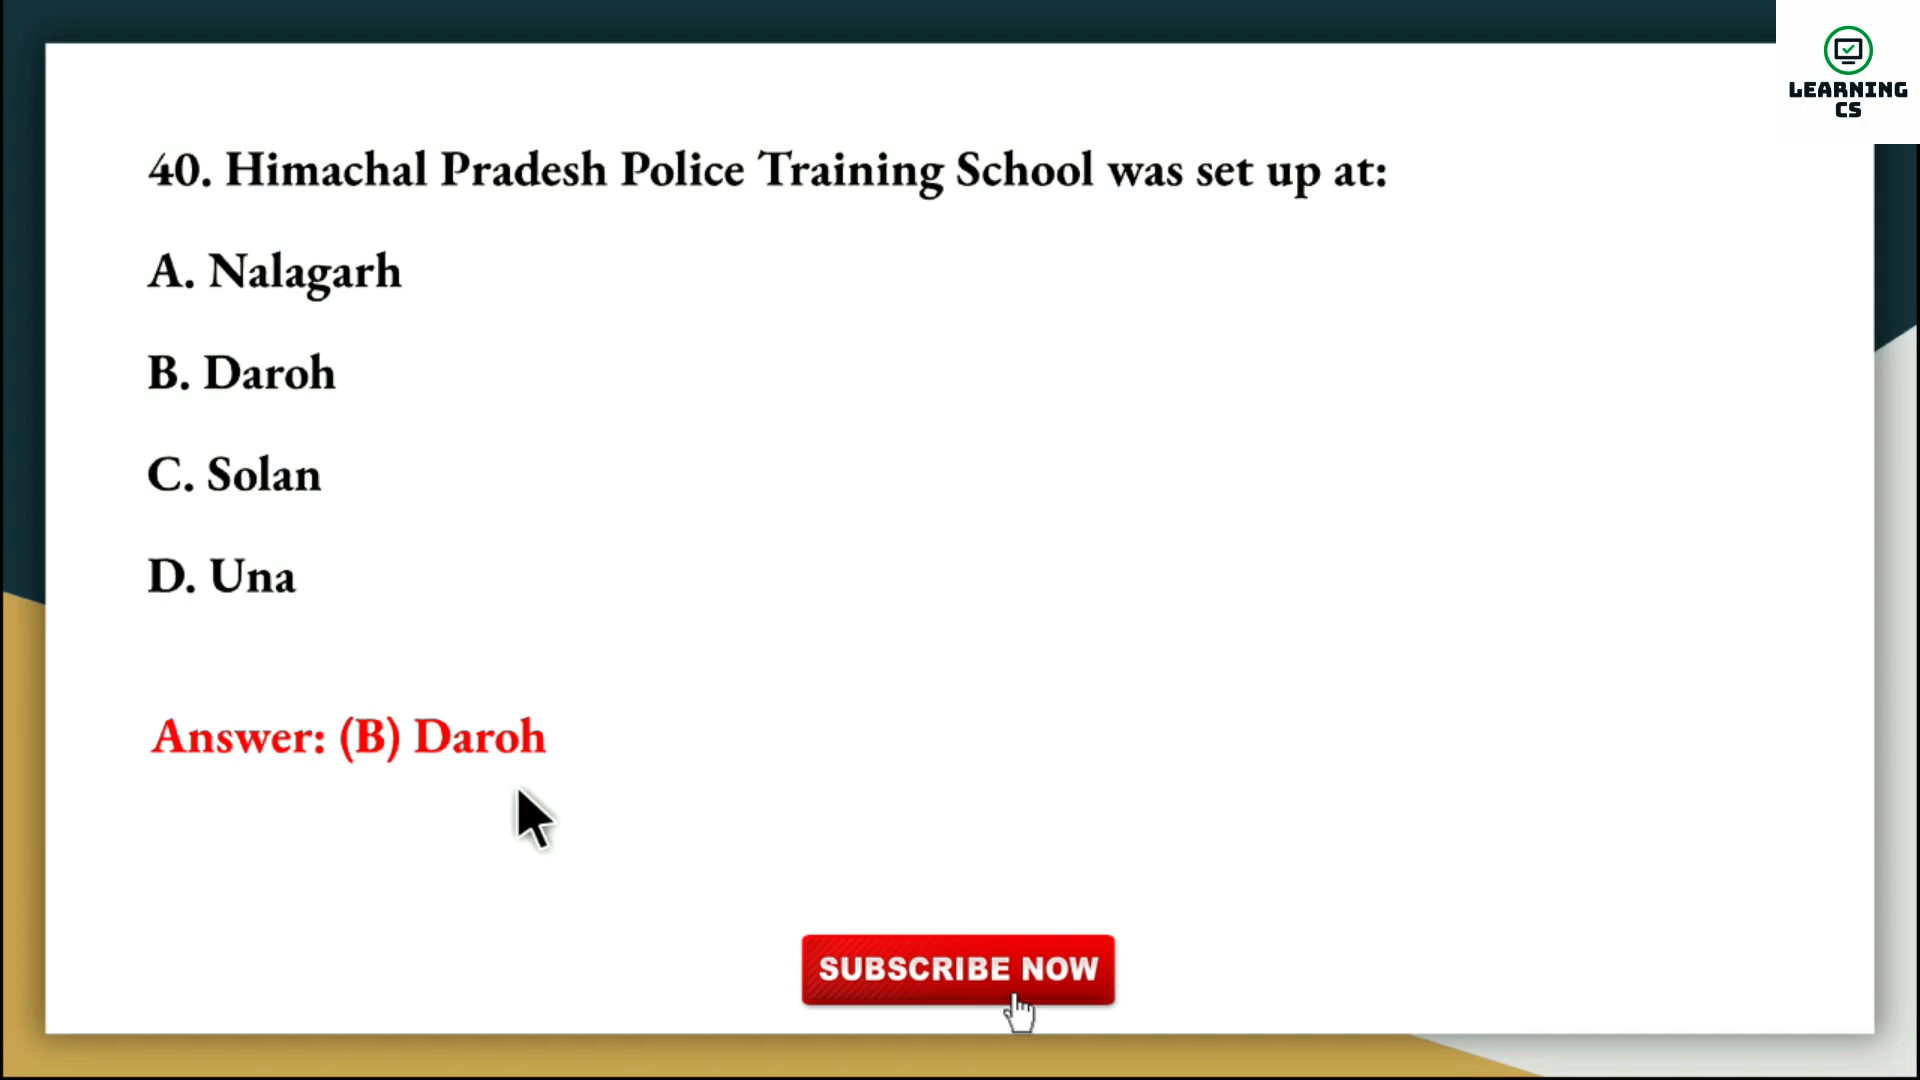 LEARNING
CS
40. Himachal Pradesh Police Training School was set up at:
A. Nalagarh
B. Daroh
C. Solan
D. Una
Answer: (B) Daroh
SUBSCRIBE NOW